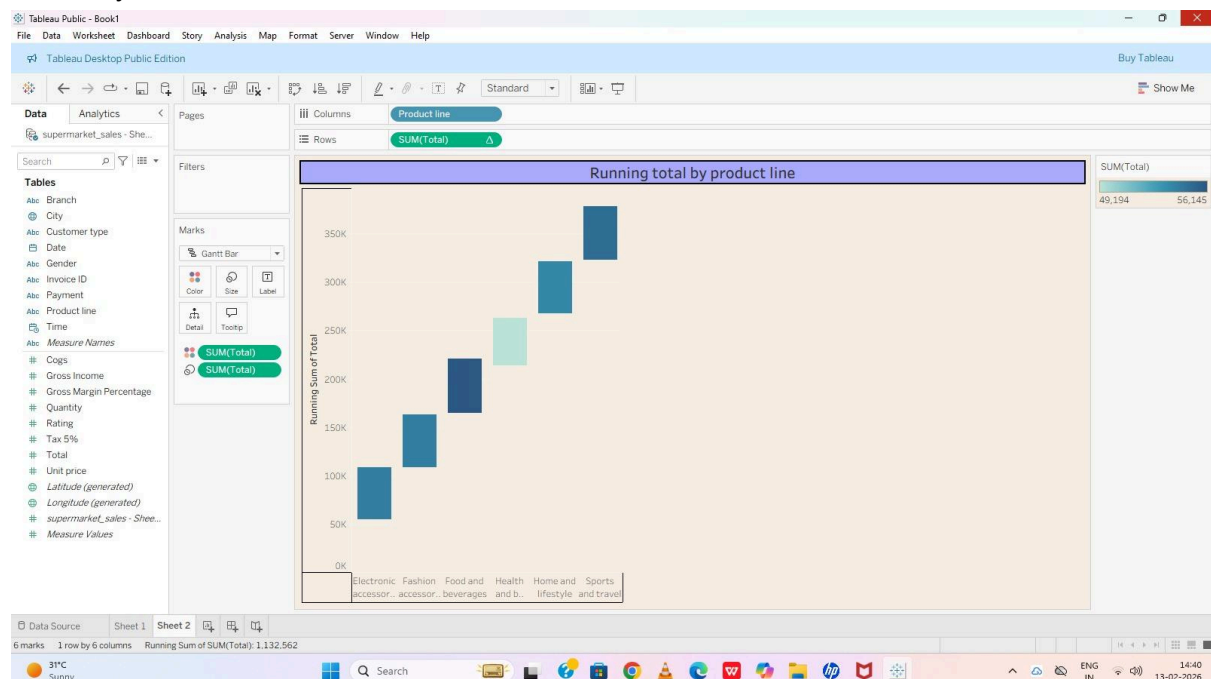 Tableau Public - Book1
File Data Worksheet Dashboard Story Analysis Map Format Server Window Help
Tableau Desktop Public Edition
Buy Tableau
Standard
Show Me
Data Analytics
supermarket_sales - She...
Search
Tables
Abc Branch
City
Abc Customer type
Date
Abc Gender
Abc Invoice ID
Abc Payment
Abc Product line
Time
Abc Measure Names
# Cogs
# Gross Income
# Gross Margin Percentage
# Quantity
# Rating
# Tax 5%
# Total
# Unit price
Latitude (generated)
Longitude (generated)
# supermarket_sales - Shee...
# Measure Values
Pages
Filters
Marks
Gantt Bar
Color Size Label
Detail Tooltip
SUM(Total)
SUM(Total)
Columns Product line
Rows SUM(Total) Δ
Running total by product line
Running Sum of Total
350K
300K
250K
200K
150K
100K
50K
0K
Electronic accessor..
Fashion accessor..
Food and beverages
Health and b..
Home and lifestyle
Sports and travel
SUM(Total)
49,194 56,145
Data Source Sheet 1 Sheet 2
6 marks 1 row by 6 columns Running Sum of SUM(Total): 1,132,562
31°C
Sunny
Search
ENG
IN
14:40
13-02-2026